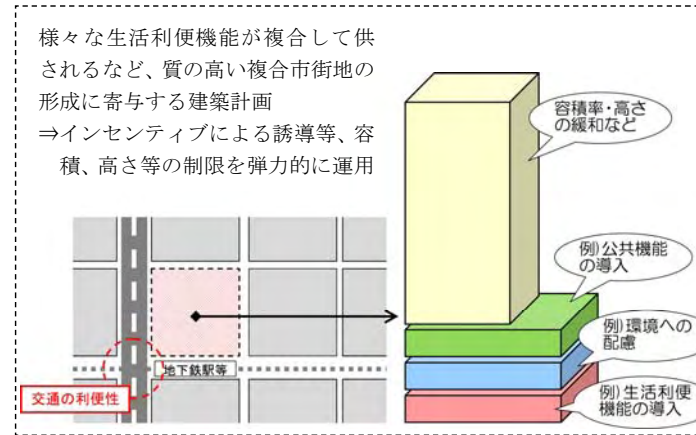 様々な生活利便機能が複合して供
されるなど、質の高い複合市街地の
形成に寄与する建築計画
⇒インセンティブによる誘導等、容
積、高さ等の制限を弾力的に運用
容積率・高さ
の緩和など
例)公共機能
の導入
例)環境への
配慮
例)生活利便
機能の導入
地下鉄駅等
交通の利便性